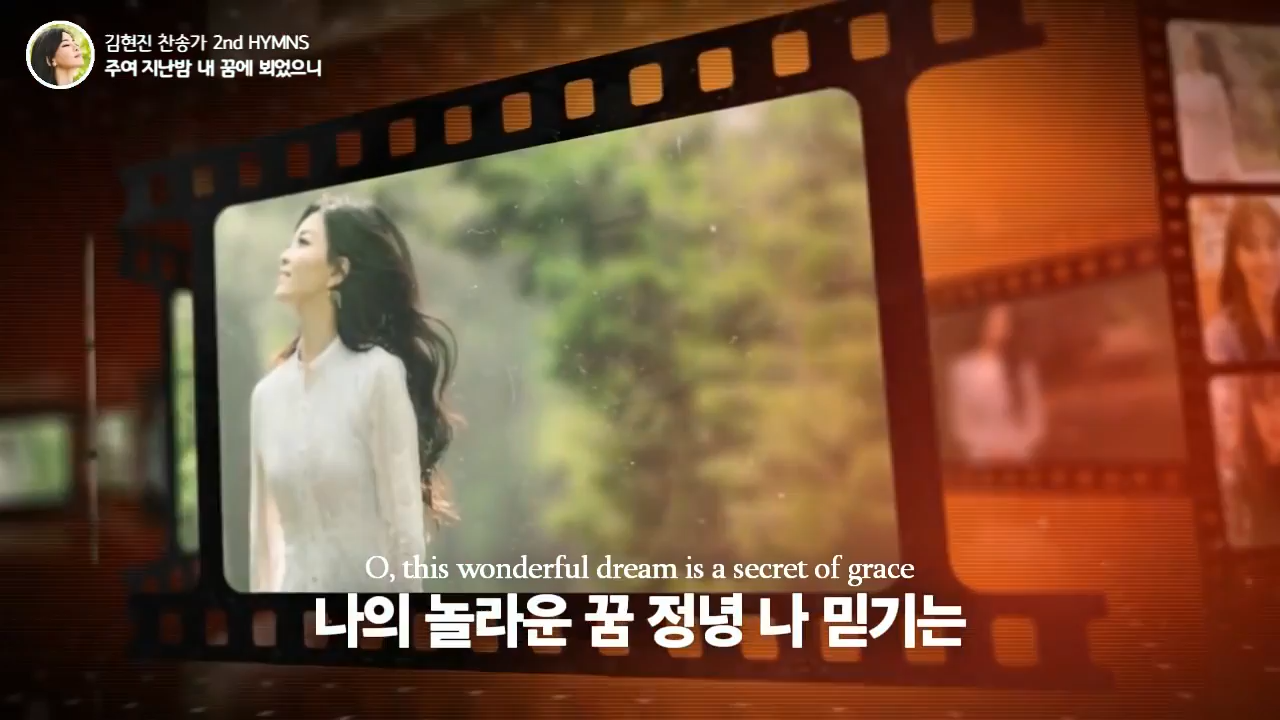 김현진 찬송가 2nd HYMNS
주여 지난밤 내 꿈에 뵈었으니
O, this wonderful dream is a secret of grace
나의 놀라운 꿈 정녕 나 믿기는